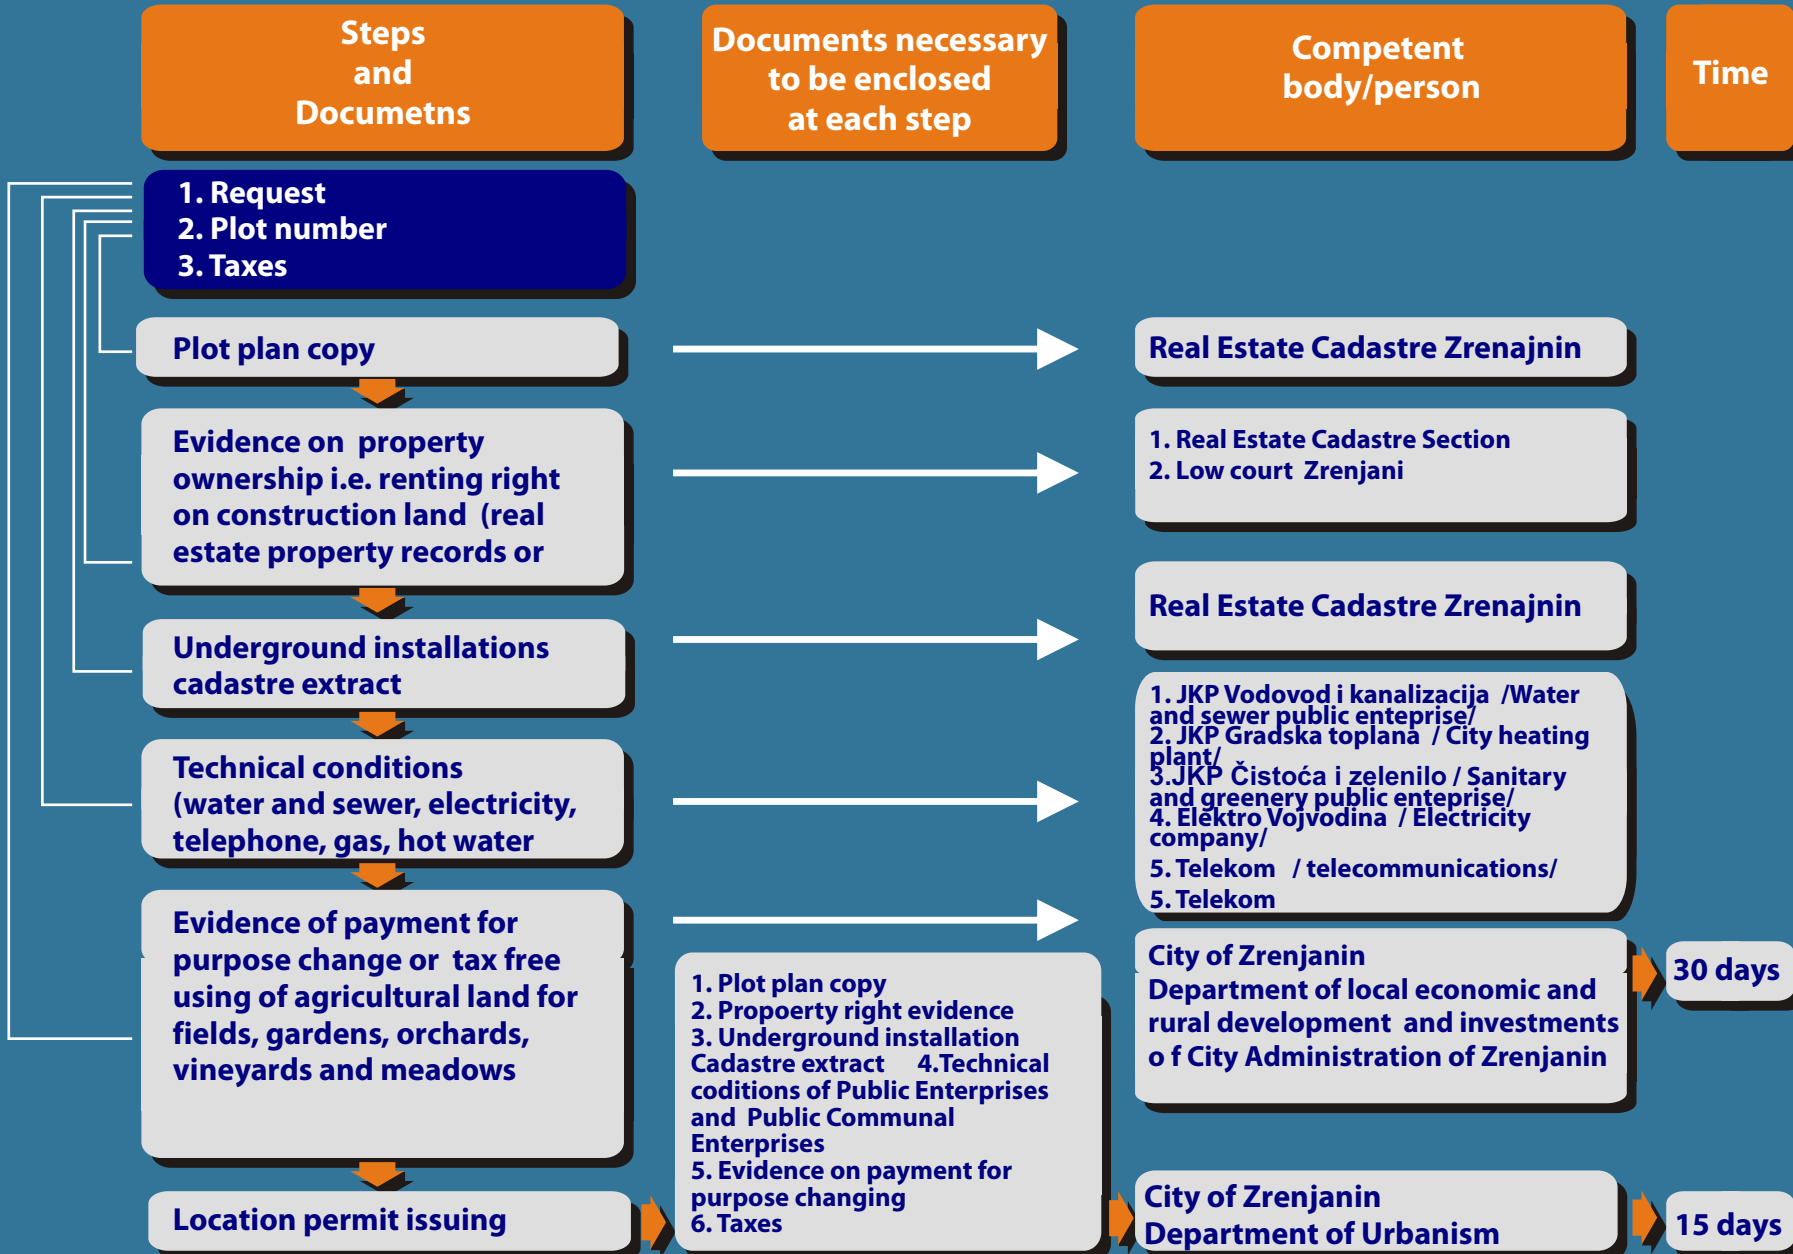 Steps
and
Documetns
Documents necessary
to be enclosed
at each step
Competent
body/person
Time
1. Request
2. Plot number
3. Taxes
Plot plan copy
Real Estate Cadastre Zrenajnin
Evidence on property
ownership i.e. renting right
on construction land (real
estate property records or
1. Real Estate Cadastre Section
2. Low court Zrenjani
Underground installations
cadastre extract
Real Estate Cadastre Zrenajnin
Technical conditions
(water and sewer, electricity,
telephone, gas, hot water
1. JKP Vodovod i kanalizacija /Water
and sewer public enteprise/
2. JKP Gradska toplana / City heating
plant/
3.JKP Čistoća i zelenilo / Sanitary
and greenery public enteprise/
4. Elektro Vojvodina / Electricity
company/
5. Telekom / telecommunications/
5. Telekom
Evidence of payment for
purpose change or tax free
using of agricultural land for
fields, gardens, orchards,
vineyards and meadows
City of Zrenjanin
Department of local economic and
rural development and investments
o f City Administration of Zrenjanin
30 days
Location permit issuing
1. Plot plan copy
2. Propoerty right evidence
3. Underground installation
Cadastre extract 4.Technical
coditions of Public Enterprises
and Public Communal
Enterprises
5. Evidence on payment for
purpose changing
6. Taxes
City of Zrenjanin
Department of Urbanism
15 days